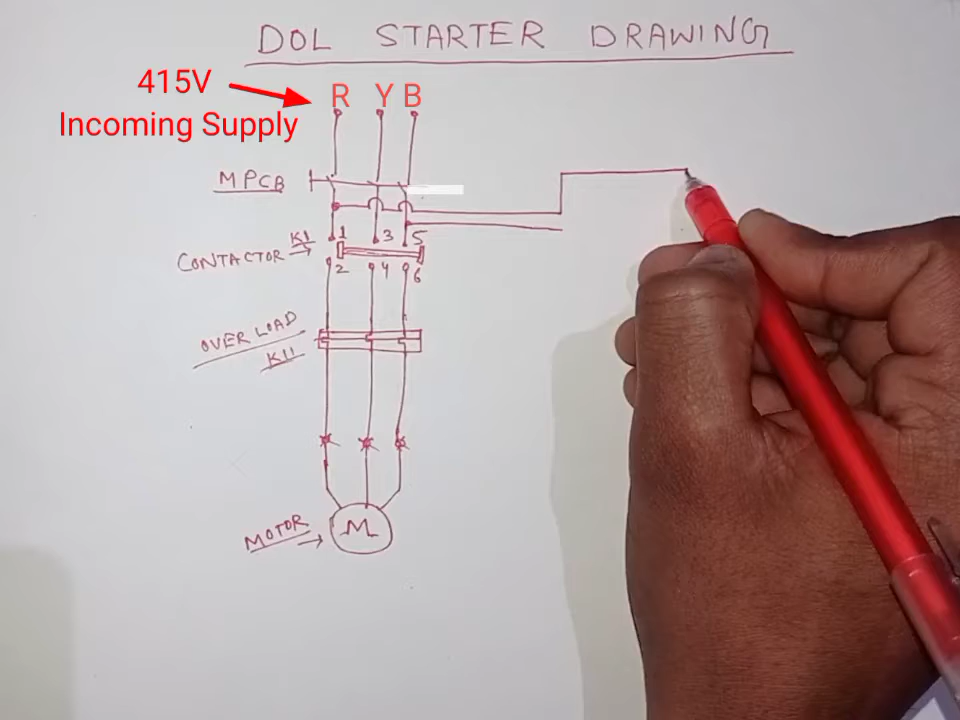 DOL STARTER DRAWING
415V
Incoming Supply
R Y B
MPCB
CONTACTOR K1
1 3 5
2 4 6
OVER LOAD
K11
M
MOTOR